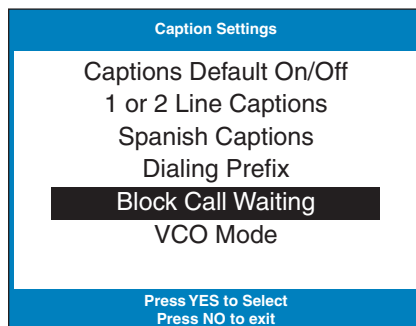 Caption Settings
Captions Default On/Off
1 or 2 Line Captions
Spanish Captions
Dialing Prefix
Block Call Waiting
VCO Mode
Press YES to Select
Press NO to exit